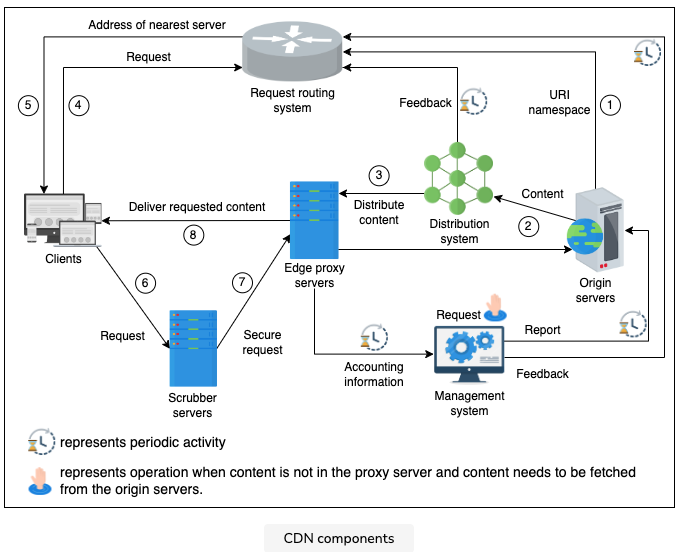 Address of nearest server
Request
Request routing
system
5
4
Feedback
URI
namespace
1
3
Distribute
content
Content
2
Distribution
system
Deliver requested content
8
Clients
Edge proxy
servers
Origin
servers
6
7
Request
Secure
request
Scrubber
servers
Request
Report
Accounting
information
Feedback
Management
system
represents periodic activity
represents operation when content is not in the proxy server and content needs to be fetched
from the origin servers.
CDN components